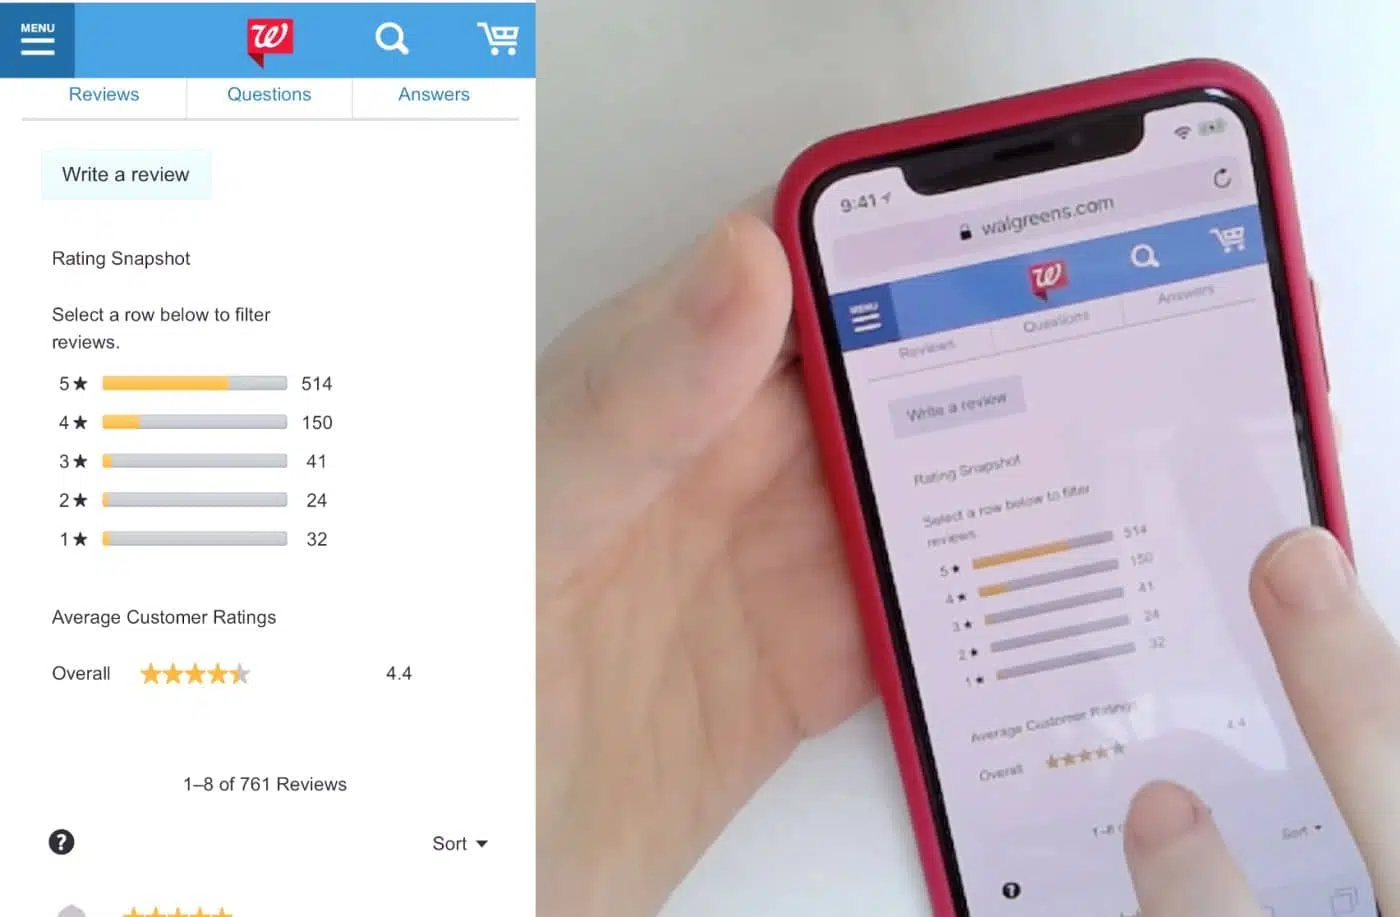 MENU
Reviews
Questions
Answers
Write a review
Rating Snapshot
Select a row below to filter
reviews.
5★ 514
4★ 150
3★ 41
2★ 24
1★ 32
Average Customer Ratings
Overall 4.4
1–8 of 761 Reviews
?
Sort
9:41
walgreens.com
MENU
Reviews
Questions
Answers
Write a review
Rating Snapshot
Select a row below to filter
reviews.
5★ 514
4★ 150
3★ 41
2★ 24
1★ 32
Average Customer Ratings
Overall 4.4
1–8
?
Sort